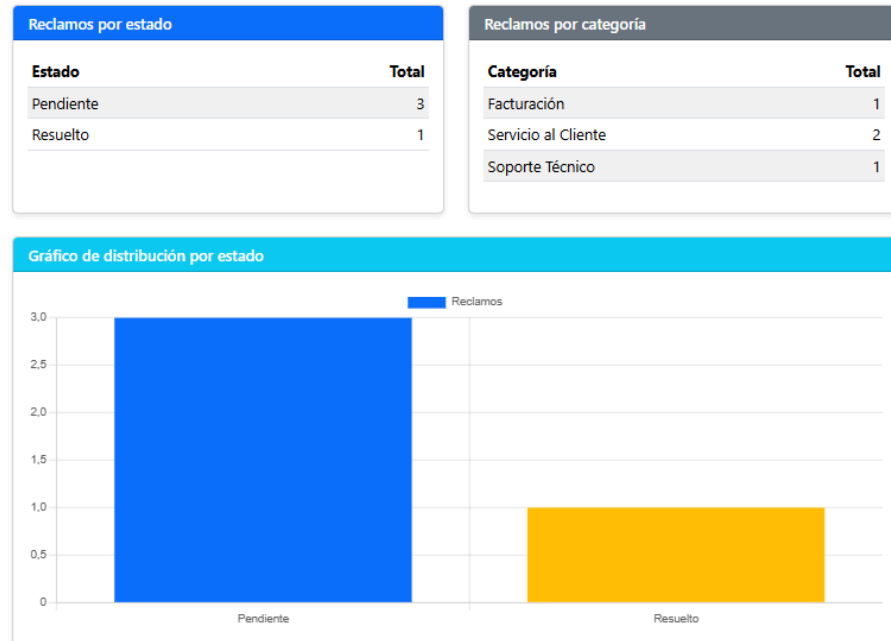 Reclamos por estado
Estado Total
Pendiente 3
Resuelto 1
Reclamos por categoría
Categoría Total
Facturación 1
Servicio al Cliente 2
Soporte Técnico 1
Gráfico de distribución por estado
Reclamos
3,0
2,5
2,0
1,5
1,0
0,5
0
Pendiente Resuelto